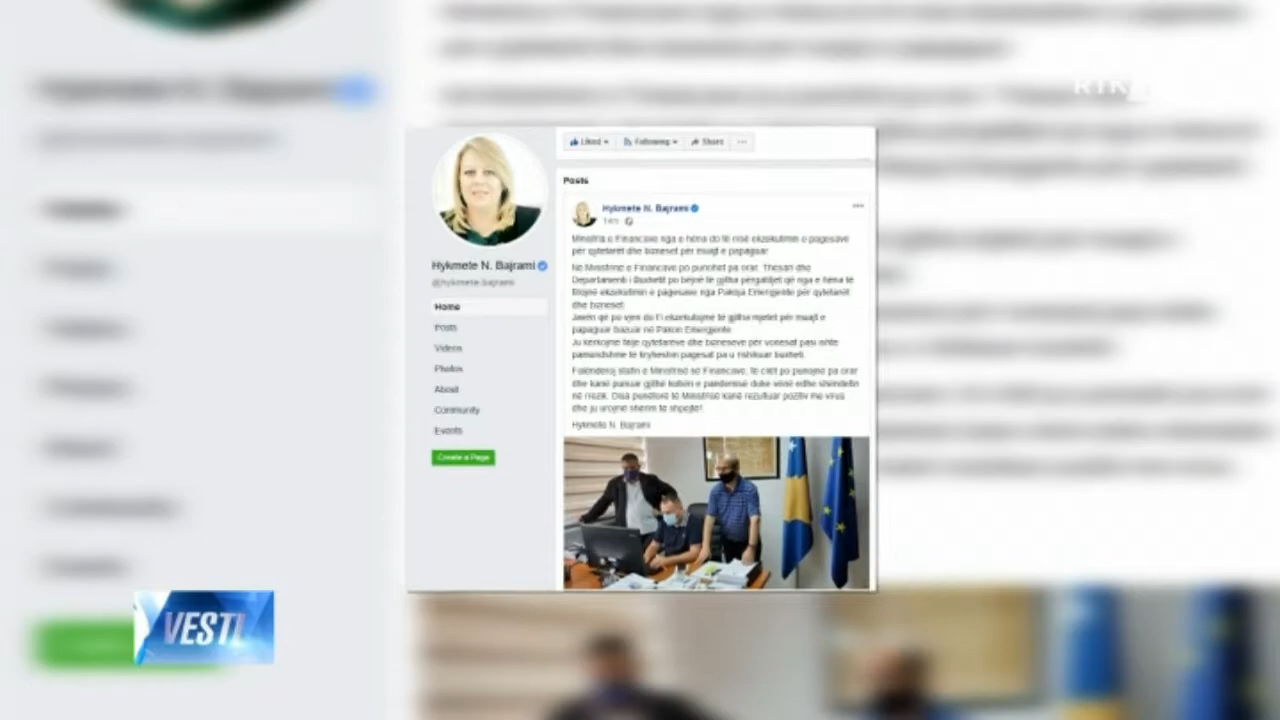 RTK
Liked
Following
Share
Posts
Hykmete N. Bajrami
Hykmete N. Bajrami
@hykmete.bajrami
Home
Posts
Videos
Photos
About
Community
Events
Create a Page
Ministria e Financave nga e hëna do të nisë ekzekutimin e pagesave
për qytetarët dhe bizneset për muajt e papaguar
Në Ministrinë e Financave po punohet pa orar. Thesari dhe
Departamenti i Buxhetit po bëjnë të gjitha përgatitjet që nga e hëna të
fillojnë ekzekutimin e pagesave nga Pakoja Emergjente për qytetarët
dhe bizneset.
Javën që po vjen do t'i ekzekutojmë të gjitha mjetet për muajt e
papaguar bazuar në Pakon Emergjente.
Ju kërkojmë falje qytetarëve dhe bizneseve për vonesat pasi ishte
pamundshme të kryheshin pagesat pa u rishikuar buxheti.
Falënderoj stafin e Ministrisë së Financave, të cilët po punojnë pa orar
dhe kanë punuar gjithë kohën e pandemisë duke vënë edhe shëndetin
në rrezik. Disa punëtorë të Ministrisë kanë rezultuar pozitiv me virus
dhe ju urojmë shërim të shpejtë!
Hykmete N. Bajrami
VESTI